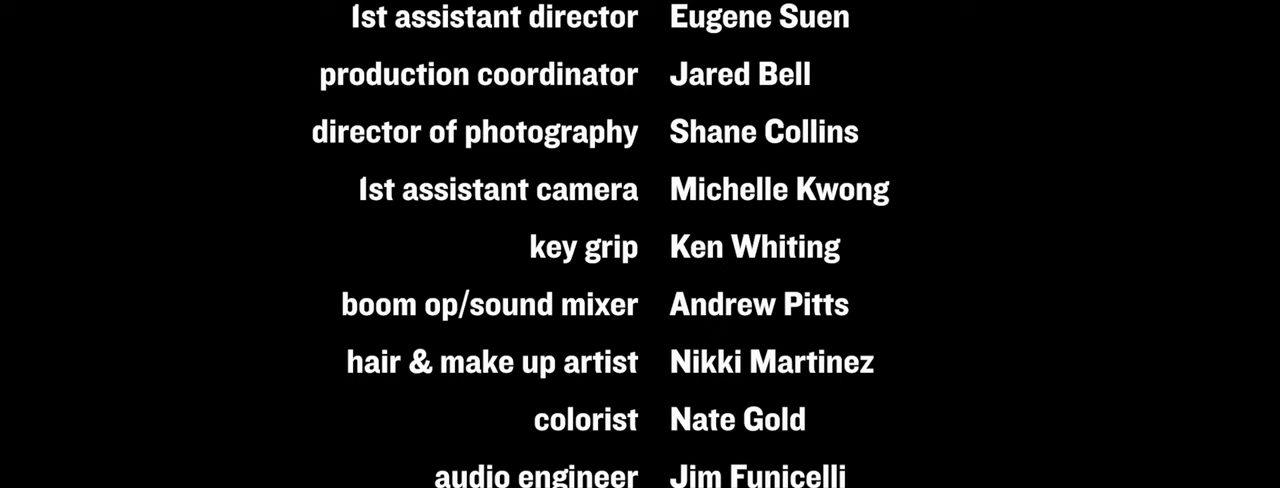 1st assistant director Eugene Suen
production coordinator Jared Bell
director of photography Shane Collins
1st assistant camera Michelle Kwong
key grip Ken Whiting
boom op/sound mixer Andrew Pitts
hair & make up artist Nikki Martinez
colorist Nate Gold
audio engineer Jim Funicelli